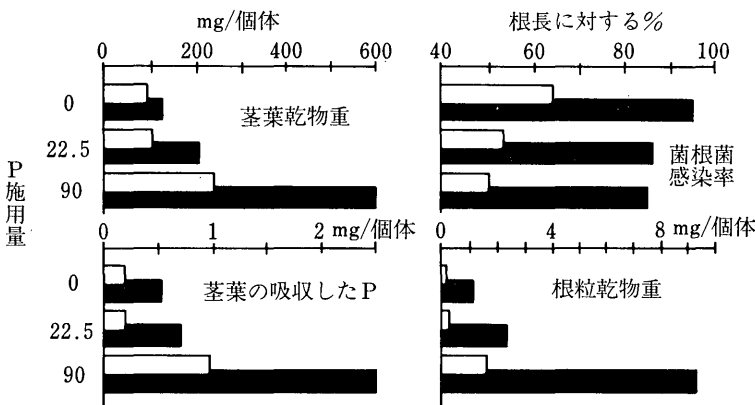 mg/個体
0 200 400 600
根長に対する%
40 60 80 100
P施用量
0
22.5
90
茎葉乾物重
菌根菌
感染率
0 1 2 mg/個体
0 4 8 mg/個体
0
22.5
90
茎葉の吸収したP
根粒乾物重